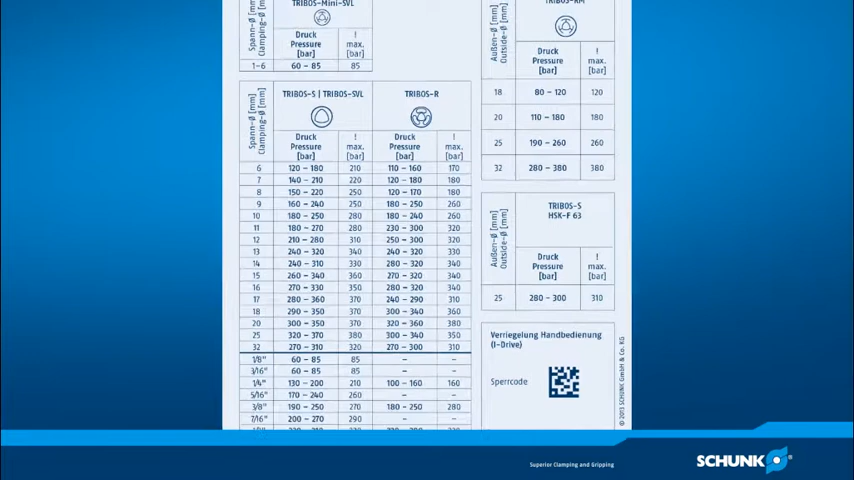 TRIBOS-Mini-SVL
Spann-Ø [mm]
Clamping-Ø [mm]
Druck Pressure [bar]
! max. [bar]
1–6 60 – 85 85
Spann-Ø [mm]
Clamping-Ø [mm]
TRIBOS-S | TRIBOS-SVL TRIBOS-R
Druck Pressure [bar] ! max. [bar] Druck Pressure [bar] ! max. [bar]
6 120 – 180 210 110 – 160 170
7 140 – 210 220 120 – 180 180
8 150 – 220 250 120 – 170 180
9 160 – 240 250 180 – 250 260
10 180 – 250 280 180 – 240 260
11 180 – 270 280 230 – 300 320
12 210 – 280 310 250 – 300 320
13 240 – 320 340 240 – 320 330
14 240 – 310 330 280 – 320 340
15 260 – 340 360 270 – 320 340
16 270 – 330 350 280 – 320 340
17 280 – 360 370 240 – 290 310
18 290 – 350 370 300 – 340 360
20 300 – 350 370 320 – 360 380
25 320 – 370 380 300 – 340 350
32 270 – 310 320 270 – 300 310
1/8" 60 – 85 85 – –
3/16" 60 – 85 85 – –
1/4" 130 – 200 210 100 – 160 160
5/16" 170 – 240 260 – –
3/8" 190 – 250 270 180 – 250 280
7/16" 200 – 270 290 – –
TRIBOS-RM
Außen-Ø [mm]
Outside-Ø [mm]
Druck Pressure [bar] ! max. [bar]
18 80 – 120 120
20 110 – 180 180
25 190 – 260 260
32 280 – 380 380
TRIBOS-S
HSK-F 63
Außen-Ø [mm]
Outside-Ø [mm]
Druck Pressure [bar] ! max. [bar]
25 280 – 300 310
Verriegelung Handbedienung
(I-Drive)
Sperrcode
SCHUNK GmbH & Co. KG
Superior Clamping and Gripping
SCHUNK